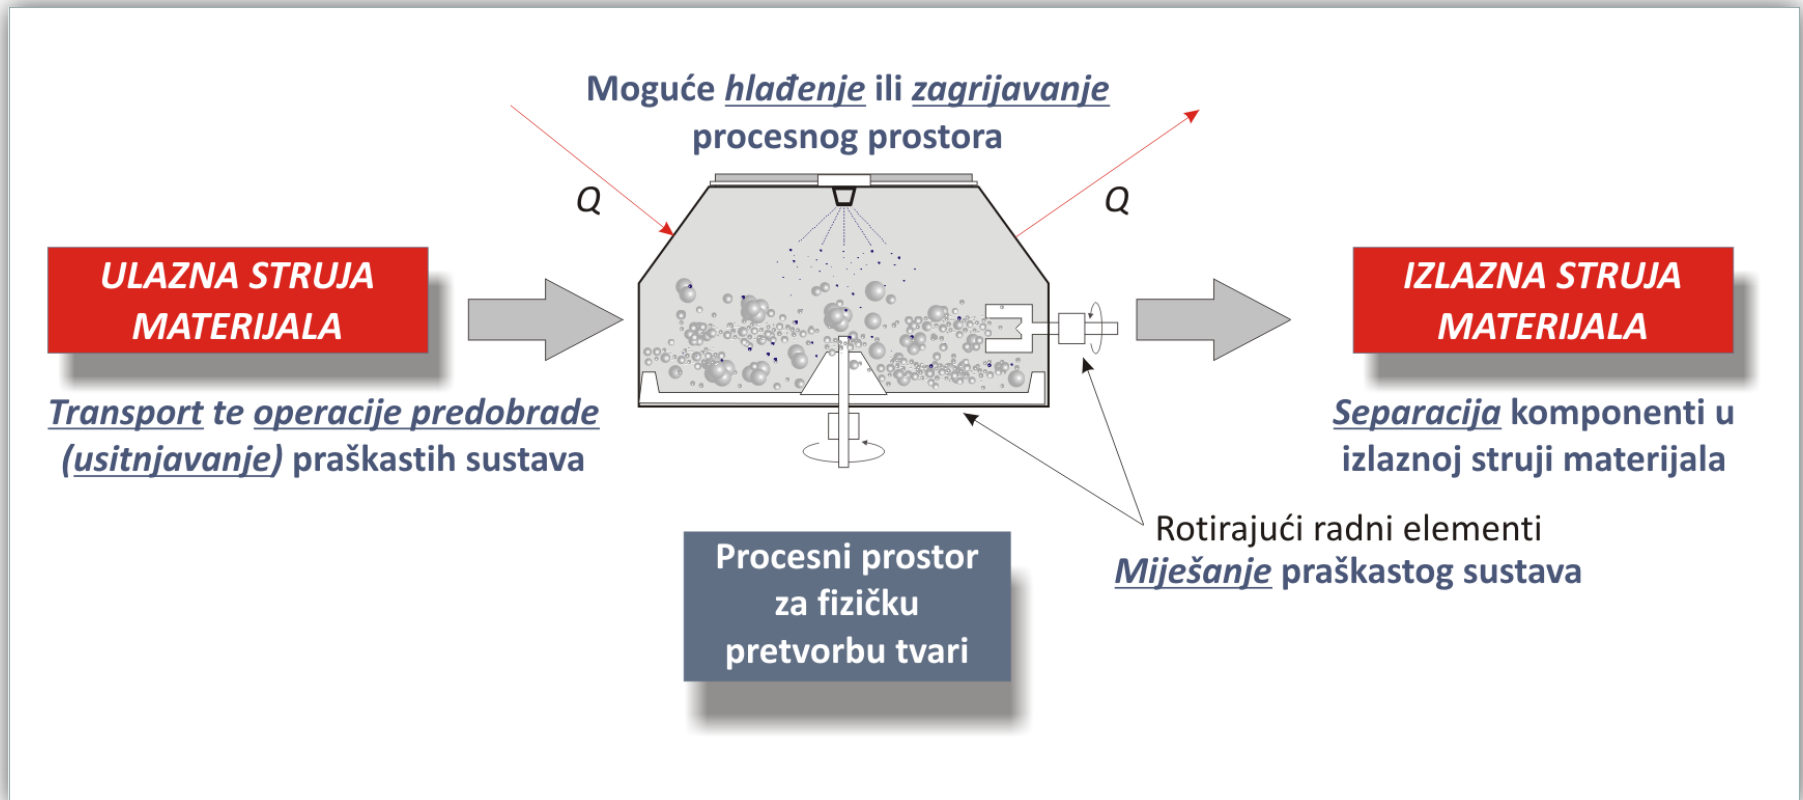 Moguće hlađenje ili zagrijavanje
procesnog prostora
Q
Q
ULAZNA STRUJA
MATERIJALA
IZLAZNA STRUJA
MATERIJALA
Transport te operacije predobrade
(usitnjavanje) praškastih sustava
Separacija komponenti u
izlaznoj struji materijala
Rotirajući radni elementi
Miješanje praškastog sustava
Procesni prostor
za fizičku
pretvorbu tvari